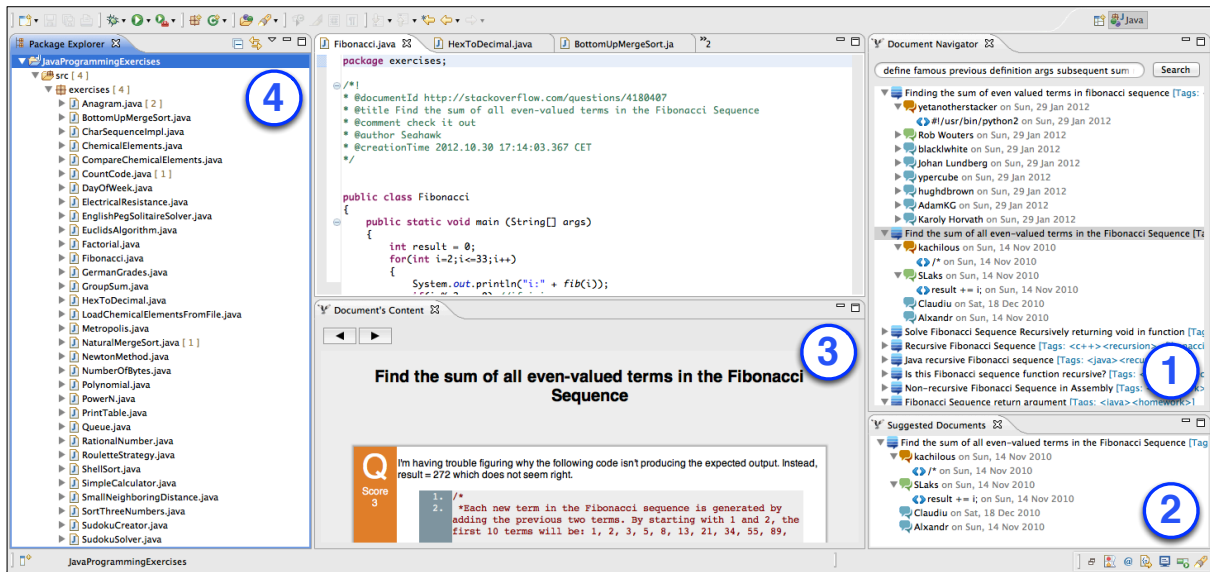 Java
Package Explorer
JavaProgrammingExercises
src [ 4 ]
exercises [ 4 ]
Anagram.java [ 2 ]
BottomUpMergeSort.java
CharSequenceImpl.java
ChemicalElements.java
CompareChemicalElements.java
CountCode.java [ 1 ]
DayOfWeek.java
ElectricalResistance.java
EnglishPegSolitaireSolver.java
EuclidsAlgorithm.java
Factorial.java
Fibonacci.java
GermanGrades.java
GroupSum.java
HexToDecimal.java
LoadChemicalElementsFromFile.java
Metropolis.java
NaturalMergeSort.java [ 1 ]
NewtonMethod.java
NumberOfBytes.java
Polynomial.java
PowerN.java
PrintTable.java
Queue.java
RationalNumber.java
RouletteStrategy.java
ShellSort.java
SimpleCalculator.java
SmallNeighboringDistance.java
SortThreeNumbers.java
SudokuCreator.java
SudokuSolver.java
4
Fibonacci.java HexToDecimal.java BottomUpMergeSort.ja »2
package exercises;
/*!
* @documentId http://stackoverflow.com/questions/4180407
* @title Find the sum of all even-valued terms in the Fibonacci Sequence
* @comment check it out
* @author Seahawk
* @creationTime 2012.10.30 17:14:03.367 CET
*/
public class Fibonacci
{
public static void main (String[] args)
{
int result = 0;
for(int i=2;i<=33;i++)
{
System.out.println("i:" + fib(i));
Document's Content
3
Find the sum of all even-valued terms in the Fibonacci
Sequence
Q
Score
3
I'm having trouble figuring why the following code isn't producing the expected output. Instead,
result = 272 which does not seem right.
1. /*
2. *Each new term in the Fibonacci sequence is generated by
adding the previous two terms. By starting with 1 and 2, the
first 10 terms will be: 1, 2, 3, 5, 8, 13, 21, 34, 55, 89,
Document Navigator
define famous previous definition args subsequent sum Search
Finding the sum of even valued terms in fibonacci sequence [Tags:
yetanotherstacker on Sun, 29 Jan 2012
#!/usr/bin/python2 on Sun, 29 Jan 2012
Rob Wouters on Sun, 29 Jan 2012
blacklwhite on Sun, 29 Jan 2012
Johan Lundberg on Sun, 29 Jan 2012
ypercube on Sun, 29 Jan 2012
hughdbrown on Sun, 29 Jan 2012
AdamKG on Sun, 29 Jan 2012
Karoly Horvath on Sun, 29 Jan 2012
Find the sum of all even-valued terms in the Fibonacci Sequence [Ta
kachilous on Sun, 14 Nov 2010
/* on Sun, 14 Nov 2010
SLaks on Sun, 14 Nov 2010
result += i; on Sun, 14 Nov 2010
Claudiu on Sat, 18 Dec 2010
Alxandr on Sun, 14 Nov 2010
Solve Fibonacci Sequence Recursively returning void in function [Tag
Recursive Fibonacci Sequence [Tags: <c++><recursion>
Java recursive Fibonacci sequence [Tags: <java><recu
Is this Fibonacci sequence function recursive? [Tags:
Non-recursive Fibonacci Sequence in Assembly [Tags:
Fibonacci Sequence return argument [Tags: <java><homework>]
1
Suggested Documents
Find the sum of all even-valued terms in the Fibonacci Sequence [Tag
kachilous on Sun, 14 Nov 2010
/* on Sun, 14 Nov 2010
SLaks on Sun, 14 Nov 2010
result += i; on Sun, 14 Nov 2010
Claudiu on Sat, 18 Dec 2010
Alxandr on Sun, 14 Nov 2010
2
JavaProgrammingExercises